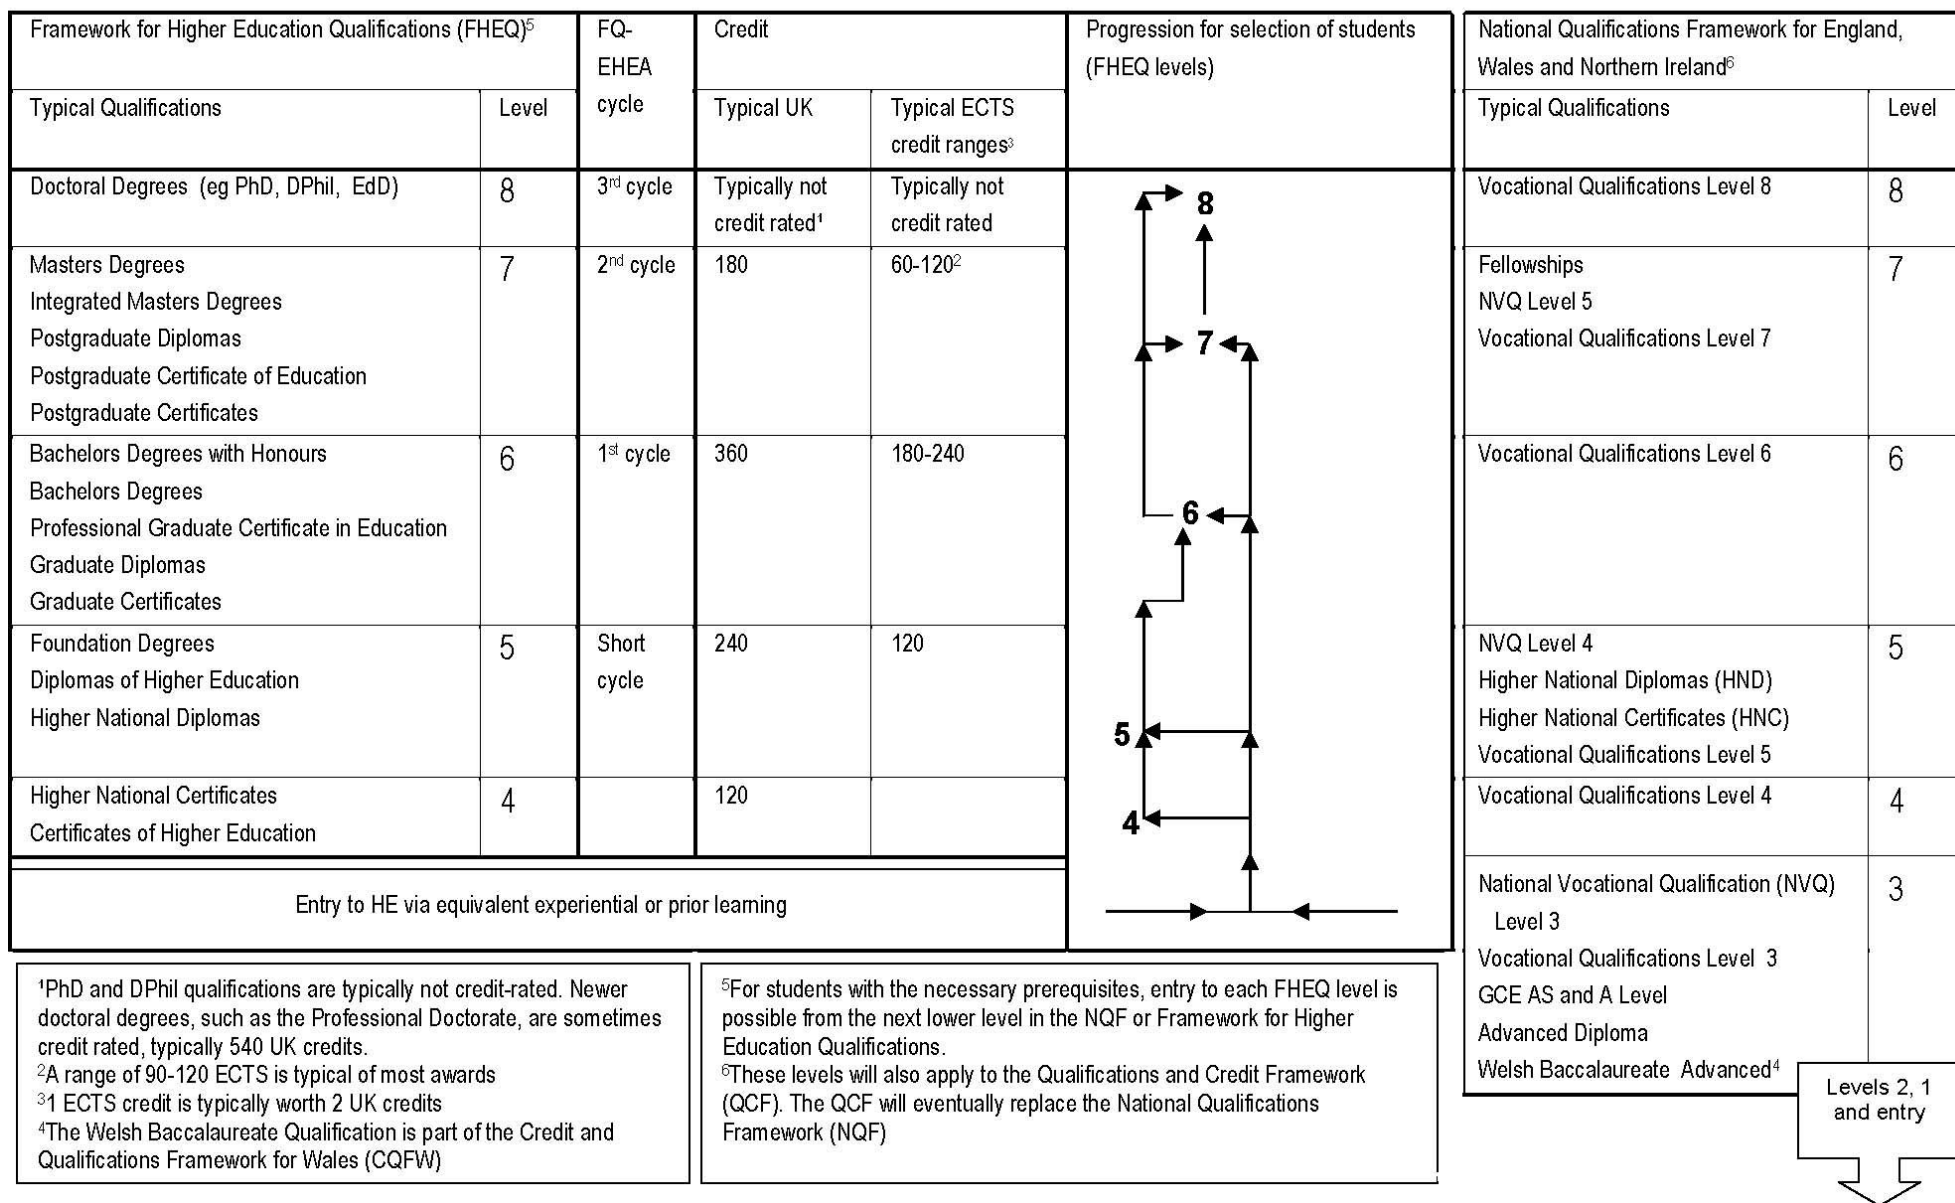 Framework for Higher Education Qualifications (FHEQ)⁵
FQ-
EHEA
cycle
Credit
Progression for selection of students
(FHEQ levels)
National Qualifications Framework for England,
Wales and Northern Ireland⁶
Typical Qualifications
Level
Typical UK
Typical ECTS
credit ranges³
Typical Qualifications
Level
Doctoral Degrees (eg PhD, DPhil, EdD)
8
3rd cycle
Typically not
credit rated¹
Typically not
credit rated
8
Vocational Qualifications Level 8
8
Masters Degrees
Integrated Masters Degrees
Postgraduate Diplomas
Postgraduate Certificate of Education
Postgraduate Certificates
7
2nd cycle
180
60-120²
7
Fellowships
NVQ Level 5
Vocational Qualifications Level 7
7
Bachelors Degrees with Honours
Bachelors Degrees
Professional Graduate Certificate in Education
Graduate Diplomas
Graduate Certificates
6
1st cycle
360
180-240
6
Vocational Qualifications Level 6
6
Foundation Degrees
Diplomas of Higher Education
Higher National Diplomas
5
Short
cycle
240
120
5
NVQ Level 4
Higher National Diplomas (HND)
Higher National Certificates (HNC)
Vocational Qualifications Level 5
5
Higher National Certificates
Certificates of Higher Education
4
120
4
Vocational Qualifications Level 4
4
Entry to HE via equivalent experiential or prior learning
National Vocational Qualification (NVQ)
Level 3
Vocational Qualifications Level 3
GCE AS and A Level
Advanced Diploma
Welsh Baccalaureate Advanced⁴
3
Levels 2, 1
and entry
¹PhD and DPhil qualifications are typically not credit-rated. Newer
doctoral degrees, such as the Professional Doctorate, are sometimes
credit rated, typically 540 UK credits.
²A range of 90-120 ECTS is typical of most awards
³1 ECTS credit is typically worth 2 UK credits
⁴The Welsh Baccalaureate Qualification is part of the Credit and
Qualifications Framework for Wales (CQFW)
⁵For students with the necessary prerequisites, entry to each FHEQ level is
possible from the next lower level in the NQF or Framework for Higher
Education Qualifications.
⁶These levels will also apply to the Qualifications and Credit Framework
(QCF). The QCF will eventually replace the National Qualifications
Framework (NQF)